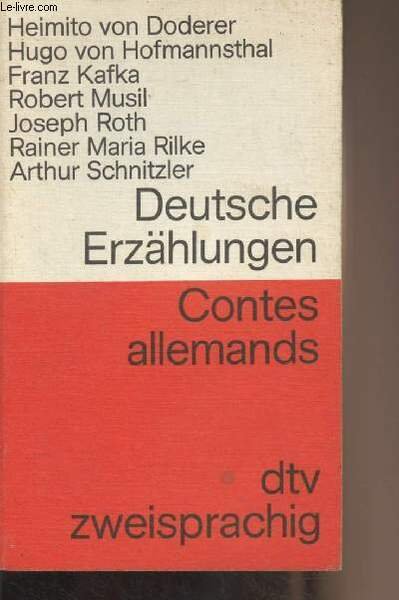 Le-livre.com
Heimito von Doderer
Hugo von Hofmannsthal
Franz Kafka
Robert Musil
Joseph Roth
Rainer Maria Rilke
Arthur Schnitzler
Deutsche
Erzählungen
Contes
allemands
dtv
zweisprachig